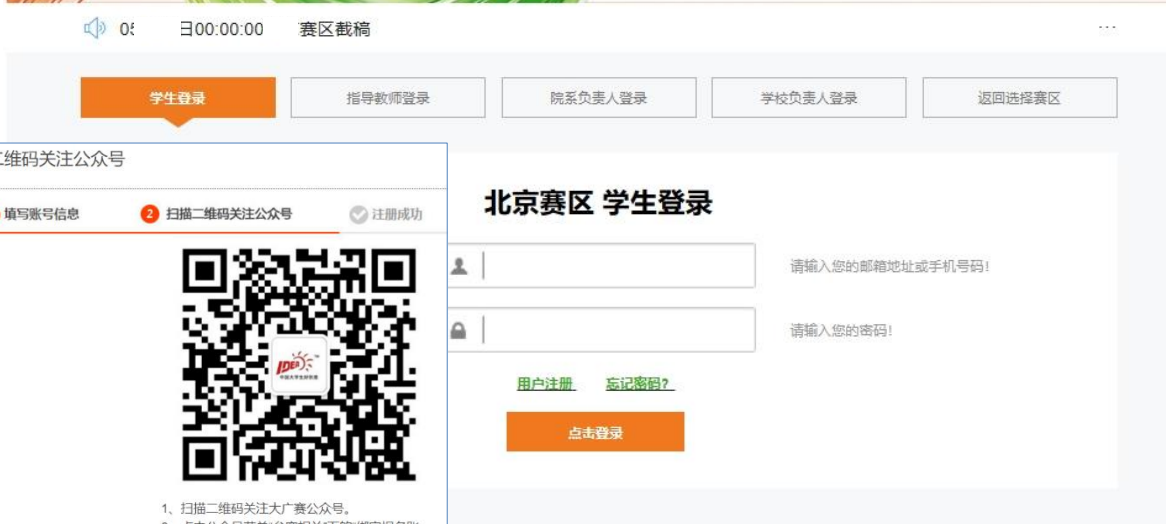 日00:00:00 赛区截稿
...
学生登录
指导教师登录
院系负责人登录
学校负责人登录
返回选择赛区
二维码关注公众号
填写账号信息
2 扫描二维码关注公众号
注册成功
IDEA
1、扫描二维码关注大广赛公众号。
北京赛区 学生登录
请输入您的邮箱地址或手机号码!
请输入您的密码!
用户注册 忘记密码?
点击登录